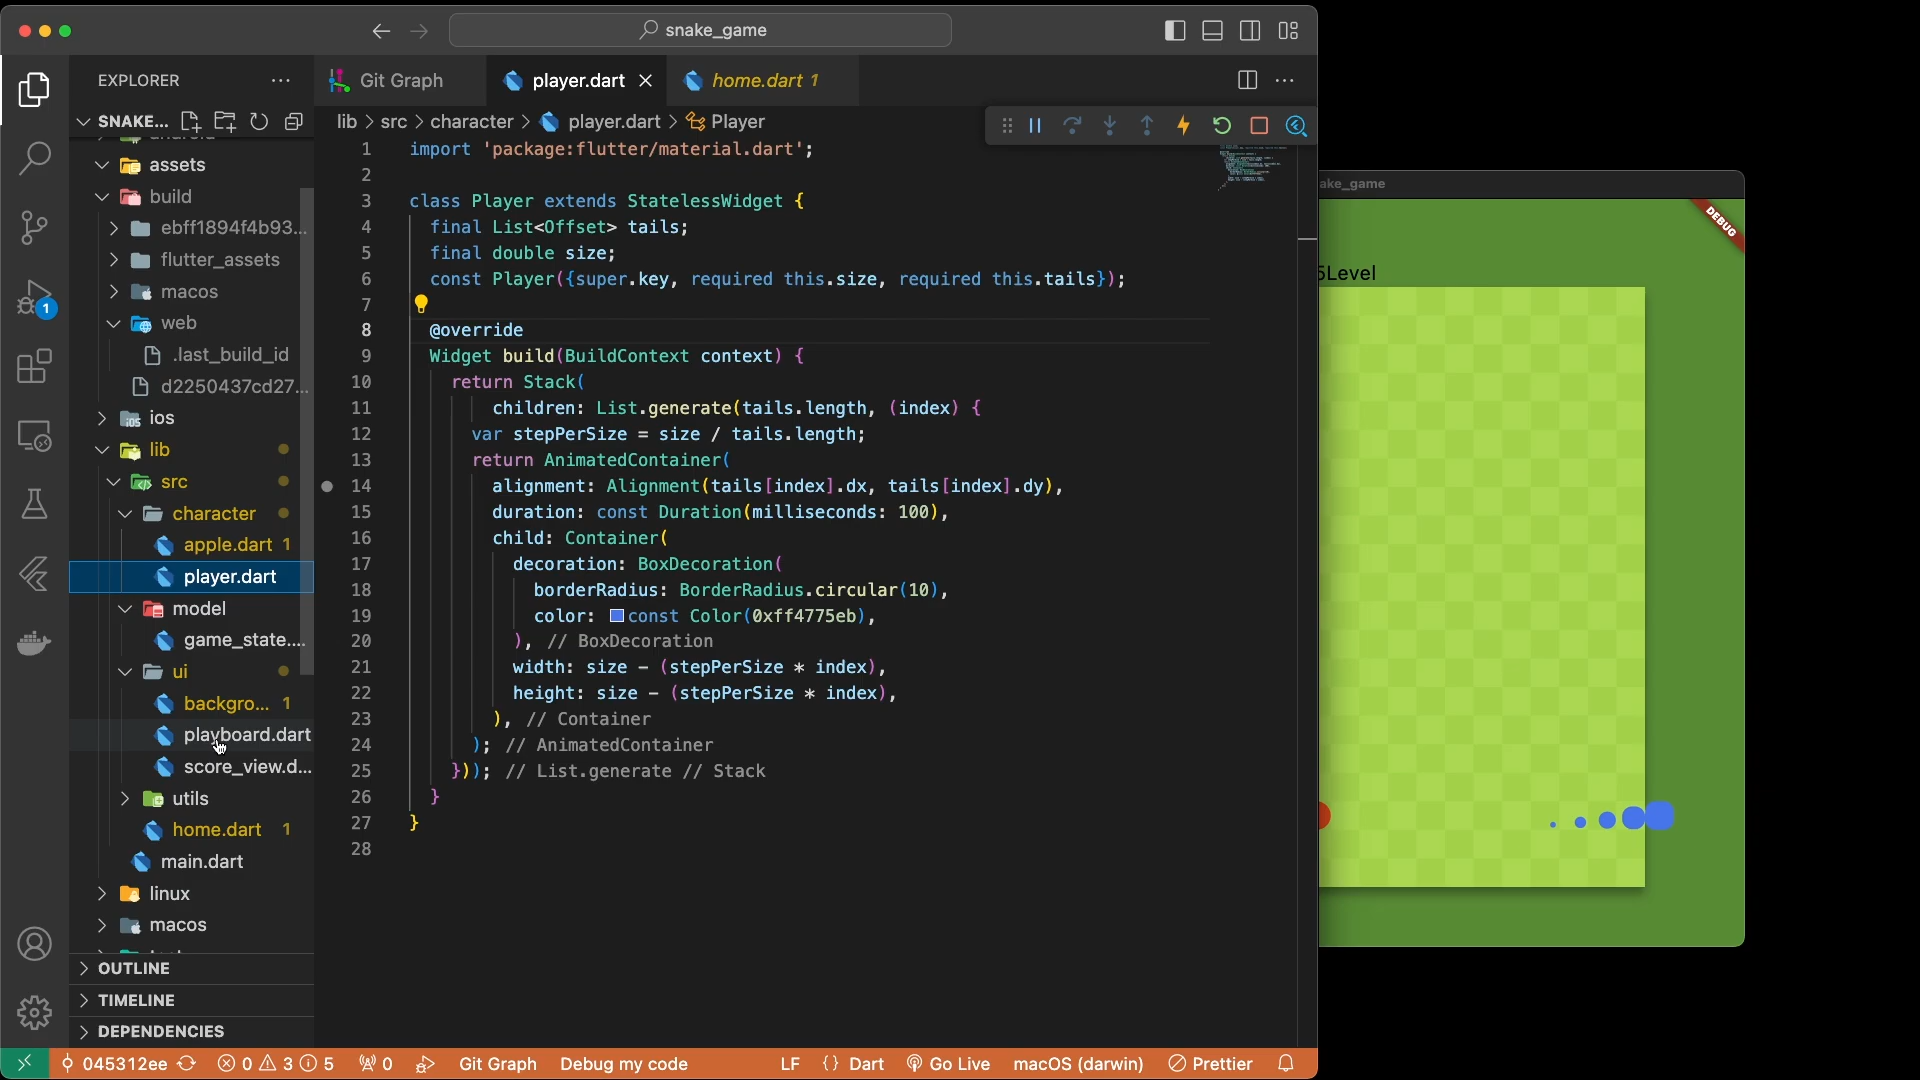 snake_game
EXPLORER
Git Graph
player.dart
home.dart 1
SNAKE...
lib > src > character > player.dart > Player
assets
build
ebff1894f4b93...
flutter_assets
macos
web
.last_build_id
d2250437cd27...
ios
lib
src
character
apple.dart 1
player.dart
model
game_state....
ui
backgro... 1
playboard.dart
score_view.d...
utils
home.dart 1
main.dart
linux
macos
OUTLINE
TIMELINE
DEPENDENCIES
1
1 import 'package:flutter/material.dart';
2
3 class Player extends StatelessWidget {
4 final List<Offset> tails;
5 final double size;
6 const Player({super.key, required this.size, required this.tails});
7
8 @override
9 Widget build(BuildContext context) {
10 return Stack(
11 children: List.generate(tails.length, (index) {
12 var stepPerSize = size / tails.length;
13 return AnimatedContainer(
14 alignment: Alignment(tails[index].dx, tails[index].dy),
15 duration: const Duration(milliseconds: 100),
16 child: Container(
17 decoration: BoxDecoration(
18 borderRadius: BorderRadius.circular(10),
19 color: const Color(0xff4775eb),
20 ), // BoxDecoration
21 width: size - (stepPerSize * index),
22 height: size - (stepPerSize * index),
23 ), // Container
24 ); // AnimatedContainer
25 })); // List.generate // Stack
26 }
27 }
28
ake_game
DEBUG
5Level
045312ee 0 3 5 0 Git Graph Debug my code LF {} Dart Go Live macOS (darwin) Prettier